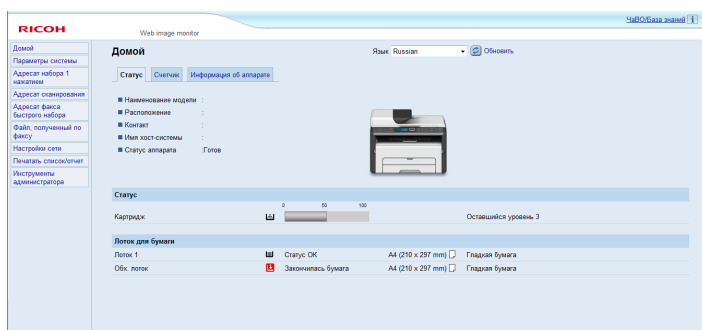 ЧаВО/База знаний
RICOH
Web image monitor
Домой
Параметры системы
Адресат набора 1
нажатием
Адресат сканирования
Адресат факса
быстрого набора
Файл, полученный по
факсу
Настройки сети
Печатать список/отчет
Инструменты
администратора
Домой
Язык Russian Обновить
Статус Счетчик Информация об аппарате
Наименование модели :
Расположение :
Контакт :
Имя хост-системы :
Статус аппарата :Готов
Статус
0 50 100
Картридж Оставшийся уровень 3
Лоток для бумаги
Лоток 1 Статус OK A4 (210 x 297 mm) Гладкая бумага
Обх. лоток Закончилась бумага A4 (210 x 297 mm) Гладкая бумага